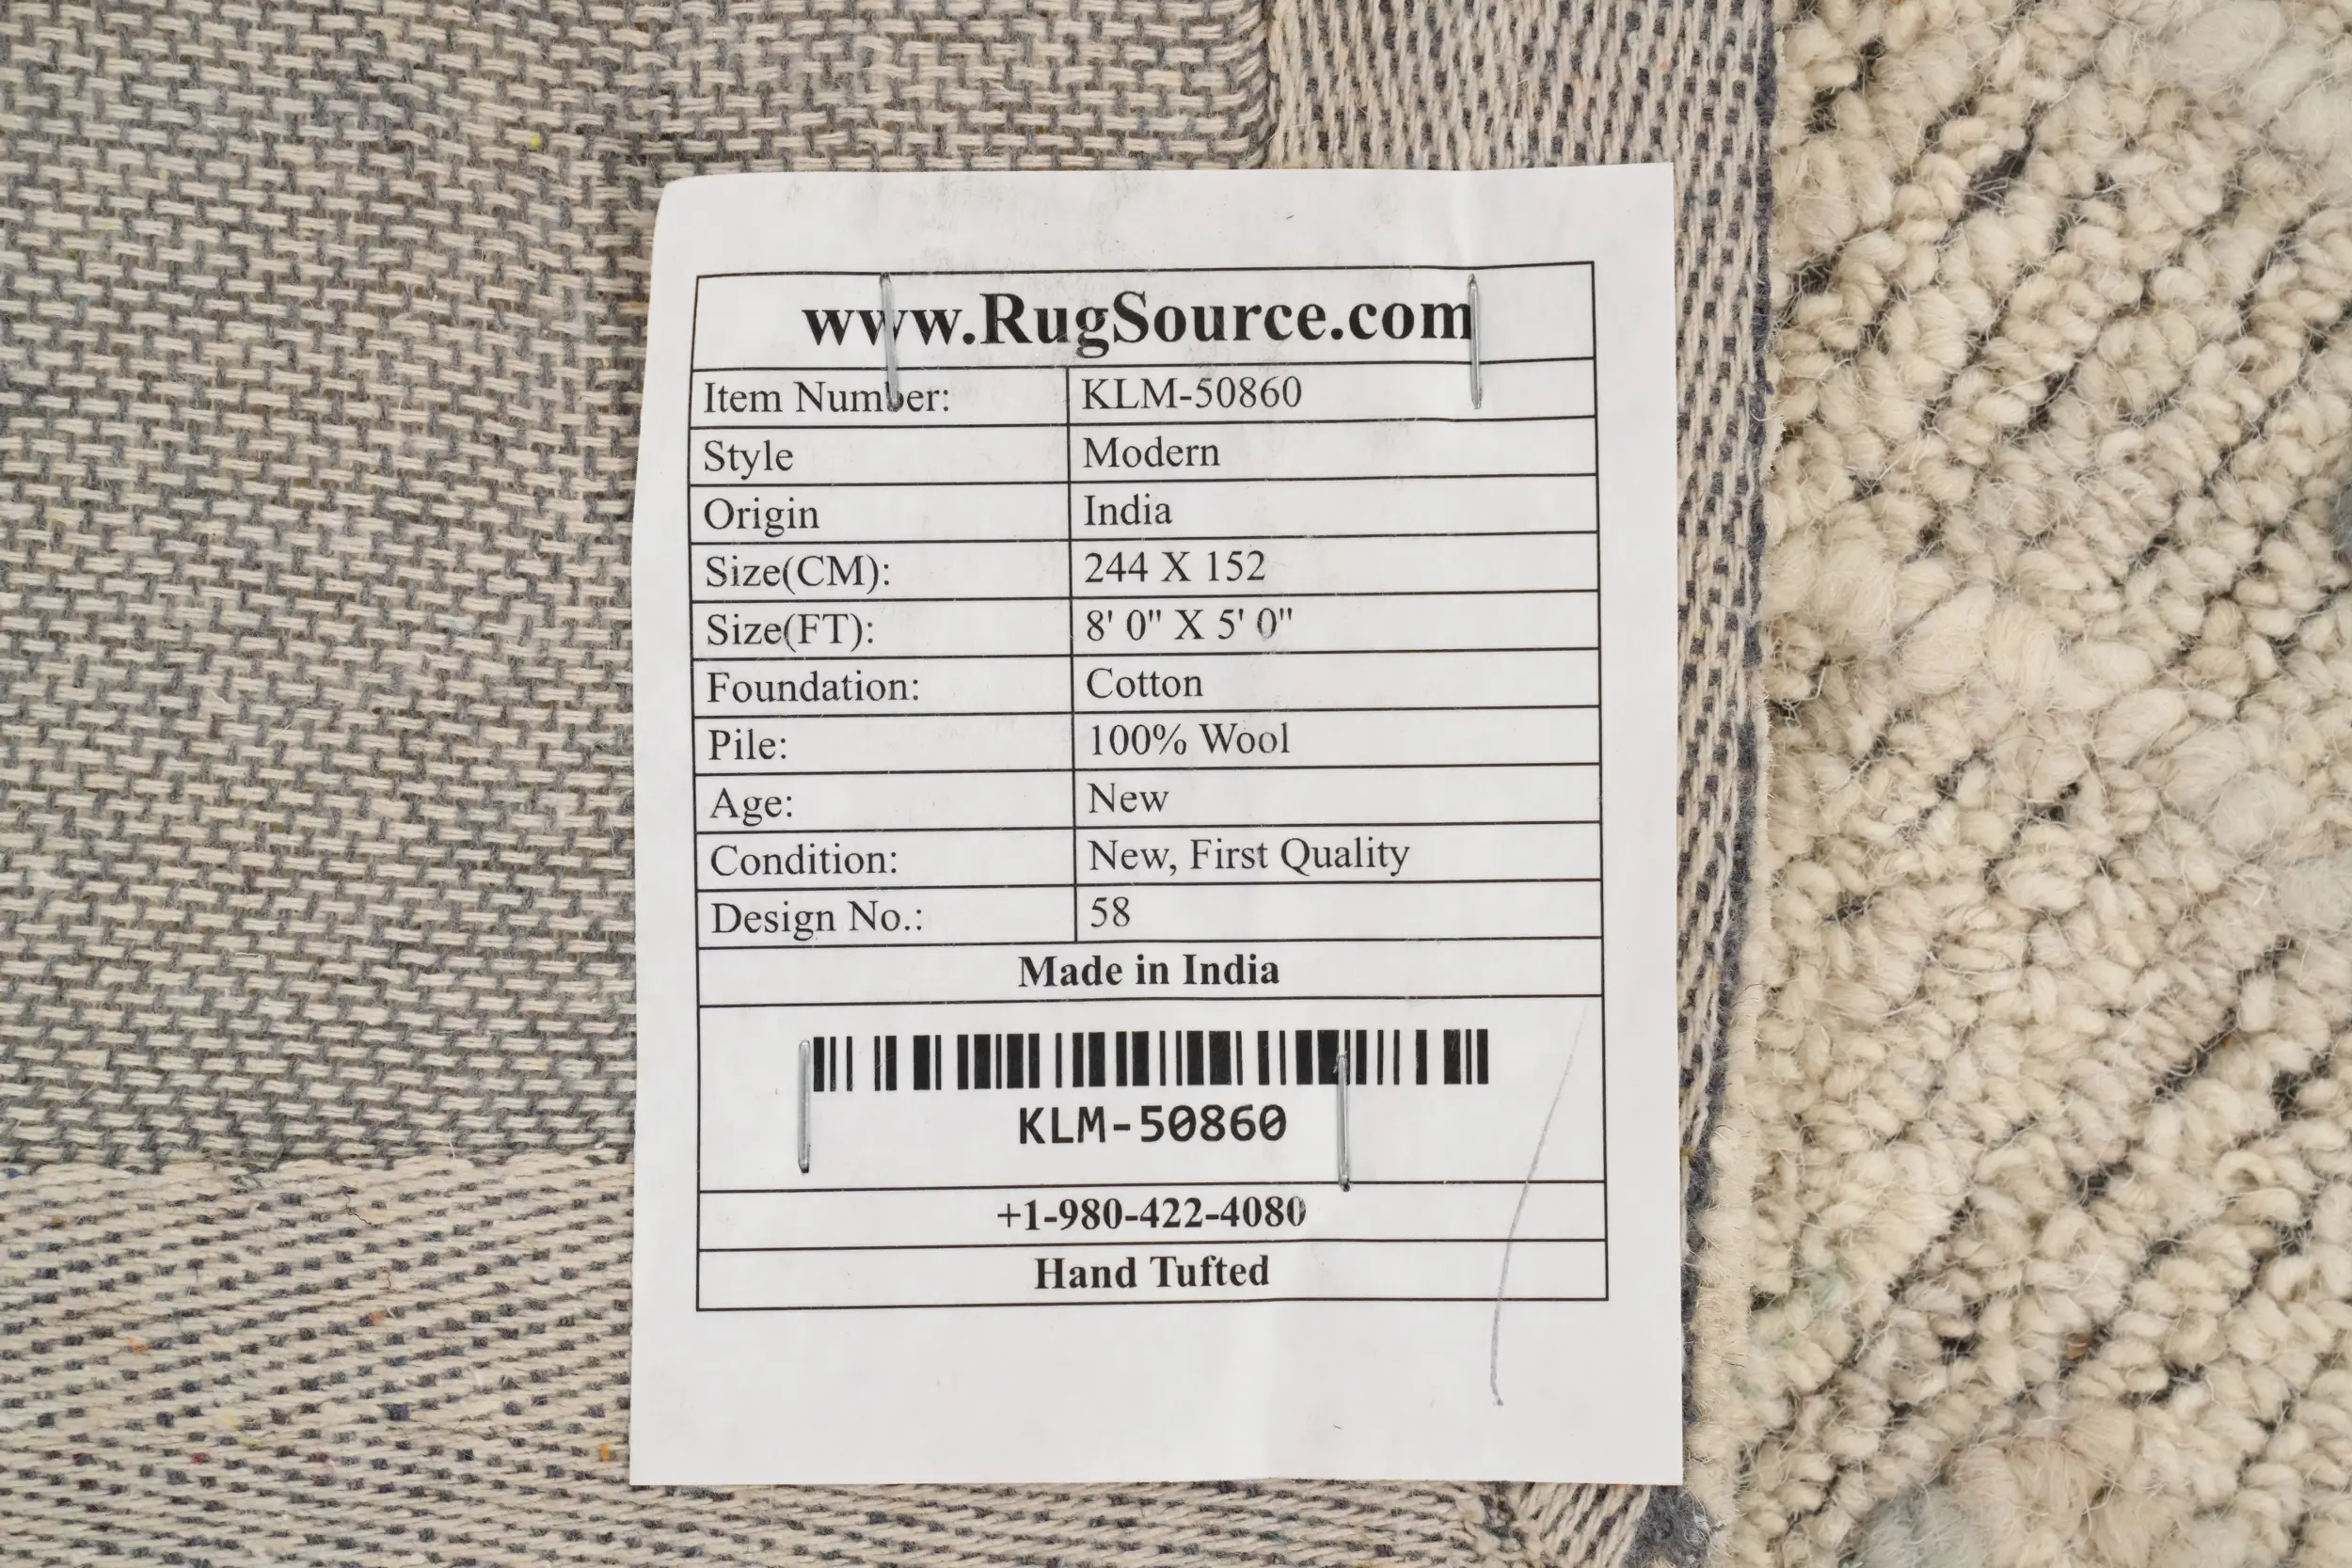 www.RugSource.com
Item Number: KLM-50860
Style Modern
Origin India
Size(CM): 244 X 152
Size(FT): 8' 0" X 5' 0"
Foundation: Cotton
Pile: 100% Wool
Age: New
Condition: New, First Quality
Design No.: 58
Made in India
KLM-50860
+1-980-422-4080
Hand Tufted